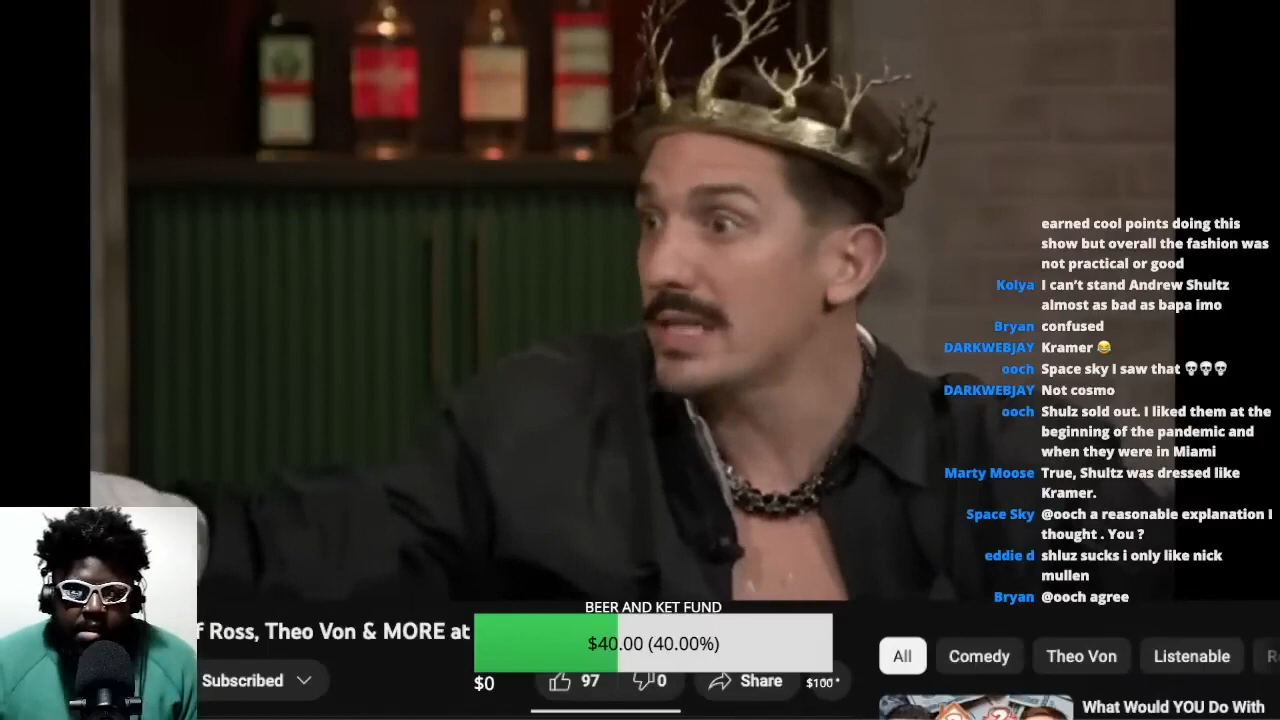 earned cool points doing this
show but overall the fashion was
not practical or good
Kolya I can't stand Andrew Shultz
almost as bad as bapa imo
Bryan confused
DARKWEBJAY Kramer 😂
ooch Space sky I saw that 💀💀💀
DARKWEBJAY Not cosmo
ooch Shulz sold out. I liked them at the
beginning of the pandemic and
when they were in Miami
Marty Moose True, Shultz was dressed like
Kramer.
Space Sky @ooch a reasonable explanation I
thought . You ?
eddie d shluz sucks i only like nick
mullen
Bryan @ooch agree
BEER AND KET FUND
f Ross, Theo Von & MORE at
$40.00 (40.00%)
All Comedy Theo Von Listenable
Subscribed
$0
97
0
Share
$100*
What Would YOU Do With